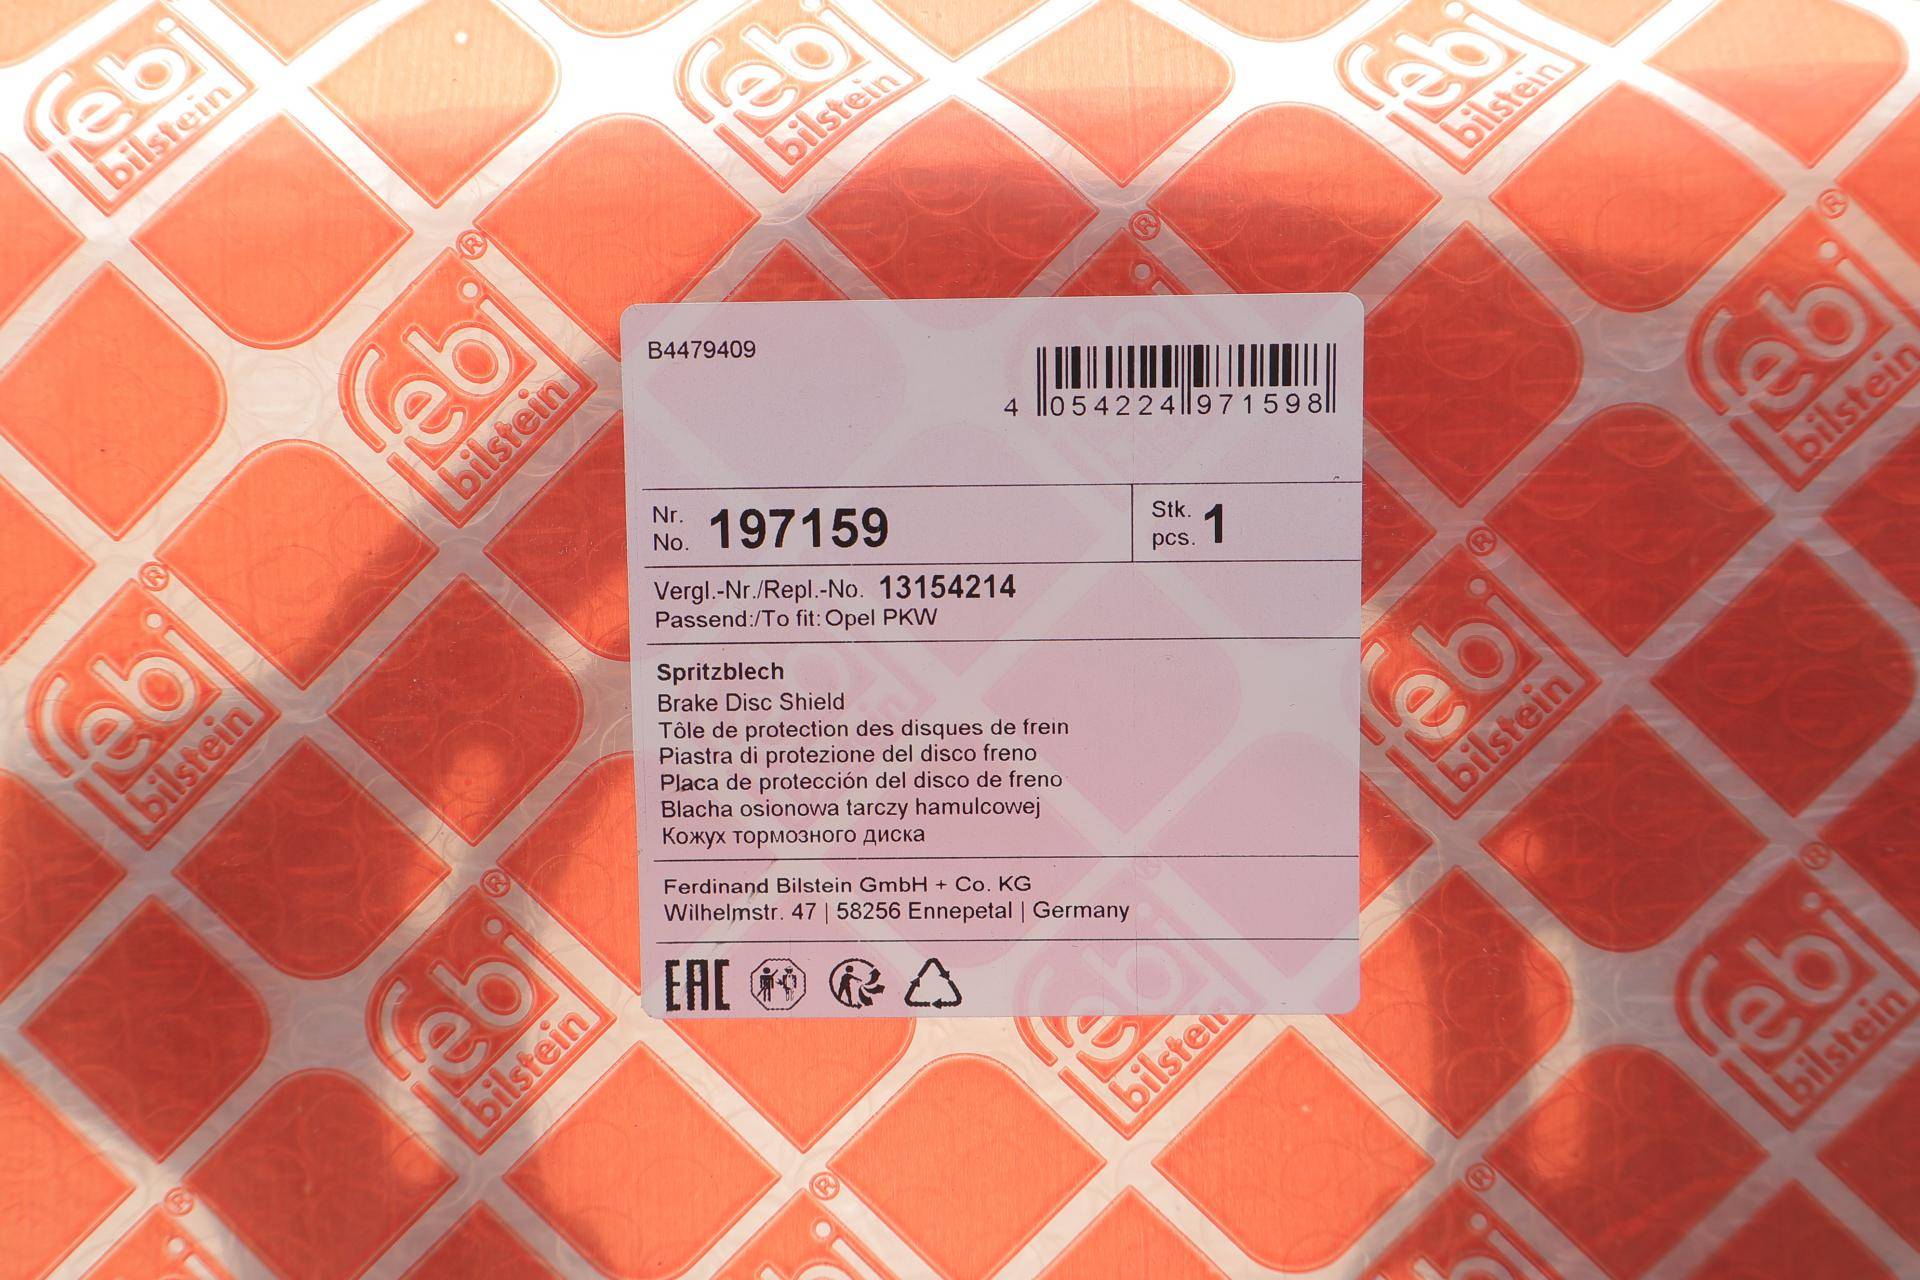 febi
bilstein
B4479409
4 054224 971598
Nr.
No. 197159
Stk.
pcs. 1
Vergl.-Nr./Repl.-No. 13154214
Passend:/To fit: Opel PKW
Spritzblech
Brake Disc Shield
Tôle de protection des disques de frein
Piastra di protezione del disco freno
Placa de protección del disco de freno
Blacha osionowa tarczy hamulcowej
Кожух тормозного диска
Ferdinand Bilstein GmbH + Co. KG
Wilhelmstr. 47 | 58256 Ennepetal | Germany
EAC